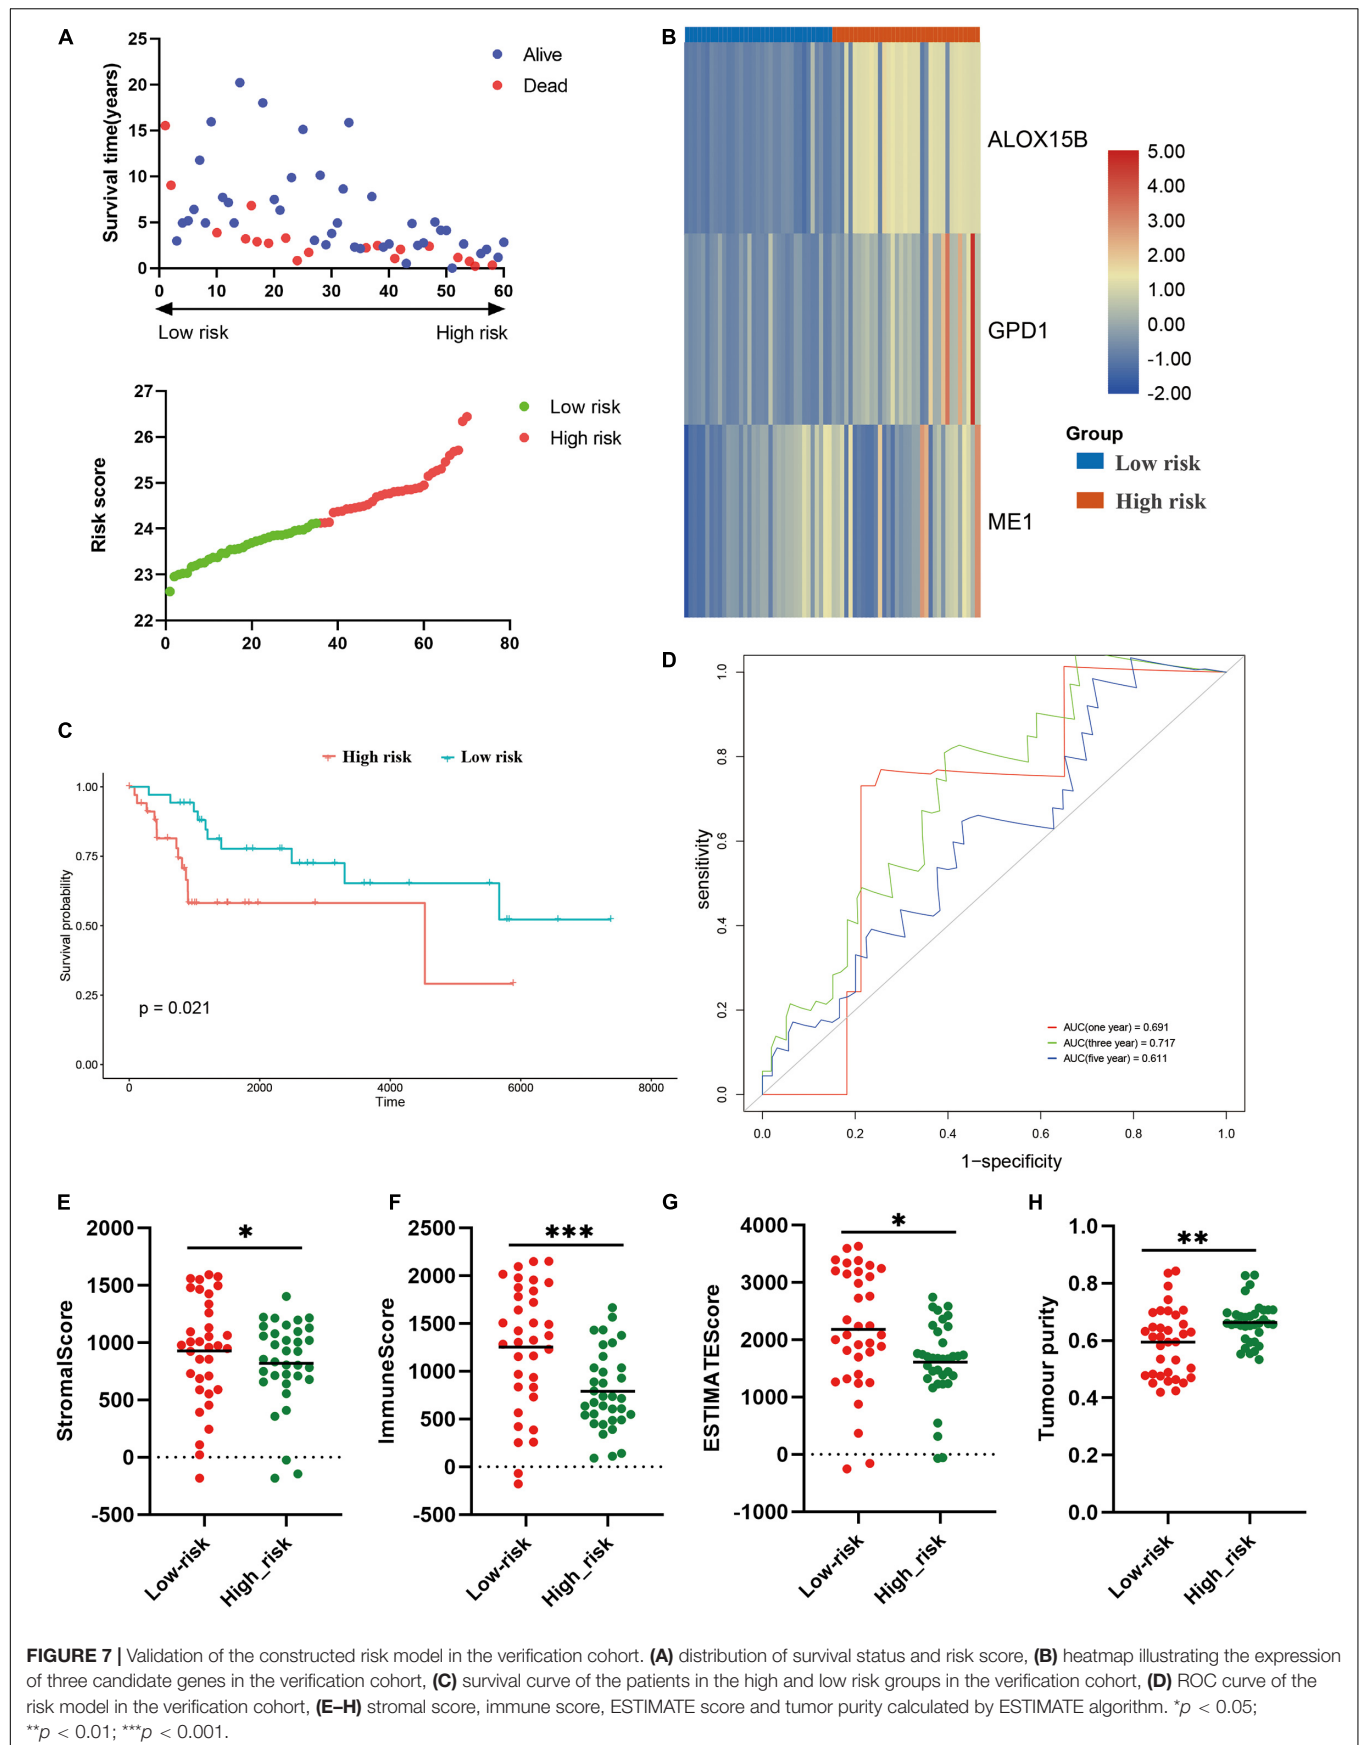 A
Survival time(years)
25
20
15
10
5
0
0 10 20 30 40 50 60
Low risk High risk
Alive
Dead
Risk score
27
26
25
24
23
22
0 20 40 60 80
Low risk
High risk
B
ALOX15B
GPD1
ME1
5.00
4.00
3.00
2.00
1.00
0.00
-1.00
-2.00
Group
Low risk
High risk
C
High risk Low risk
Survival probability
1.00
0.75
0.50
0.25
0.00
p = 0.021
0 2000 4000 6000 8000
Time
D
sensitivity
1.0
0.8
0.6
0.4
0.2
0.0
AUC(one year) = 0.691
AUC(three year) = 0.717
AUC(five year) = 0.611
0.0 0.2 0.4 0.6 0.8 1.0
1−specificity
E
StromalScore
2000
1500
1000
500
0
-500
*
Low-risk High_risk
F
ImmuneScore
2500
2000
1500
1000
500
0
-500
***
Low-risk High_risk
G
ESTIMATEScore
4000
3000
2000
1000
0
-1000
*
Low-risk High_risk
H
Tumour purity
1.0
0.8
0.6
0.4
0.2
0.0
**
Low-risk High_risk
FIGURE 7 | Validation of the constructed risk model in the verification cohort. (A) distribution of survival status and risk score, (B) heatmap illustrating the expression
of three candidate genes in the verification cohort, (C) survival curve of the patients in the high and low risk groups in the verification cohort, (D) ROC curve of the
risk model in the verification cohort, (E–H) stromal score, immune score, ESTIMATE score and tumor purity calculated by ESTIMATE algorithm. *p < 0.05;
**p < 0.01; ***p < 0.001.